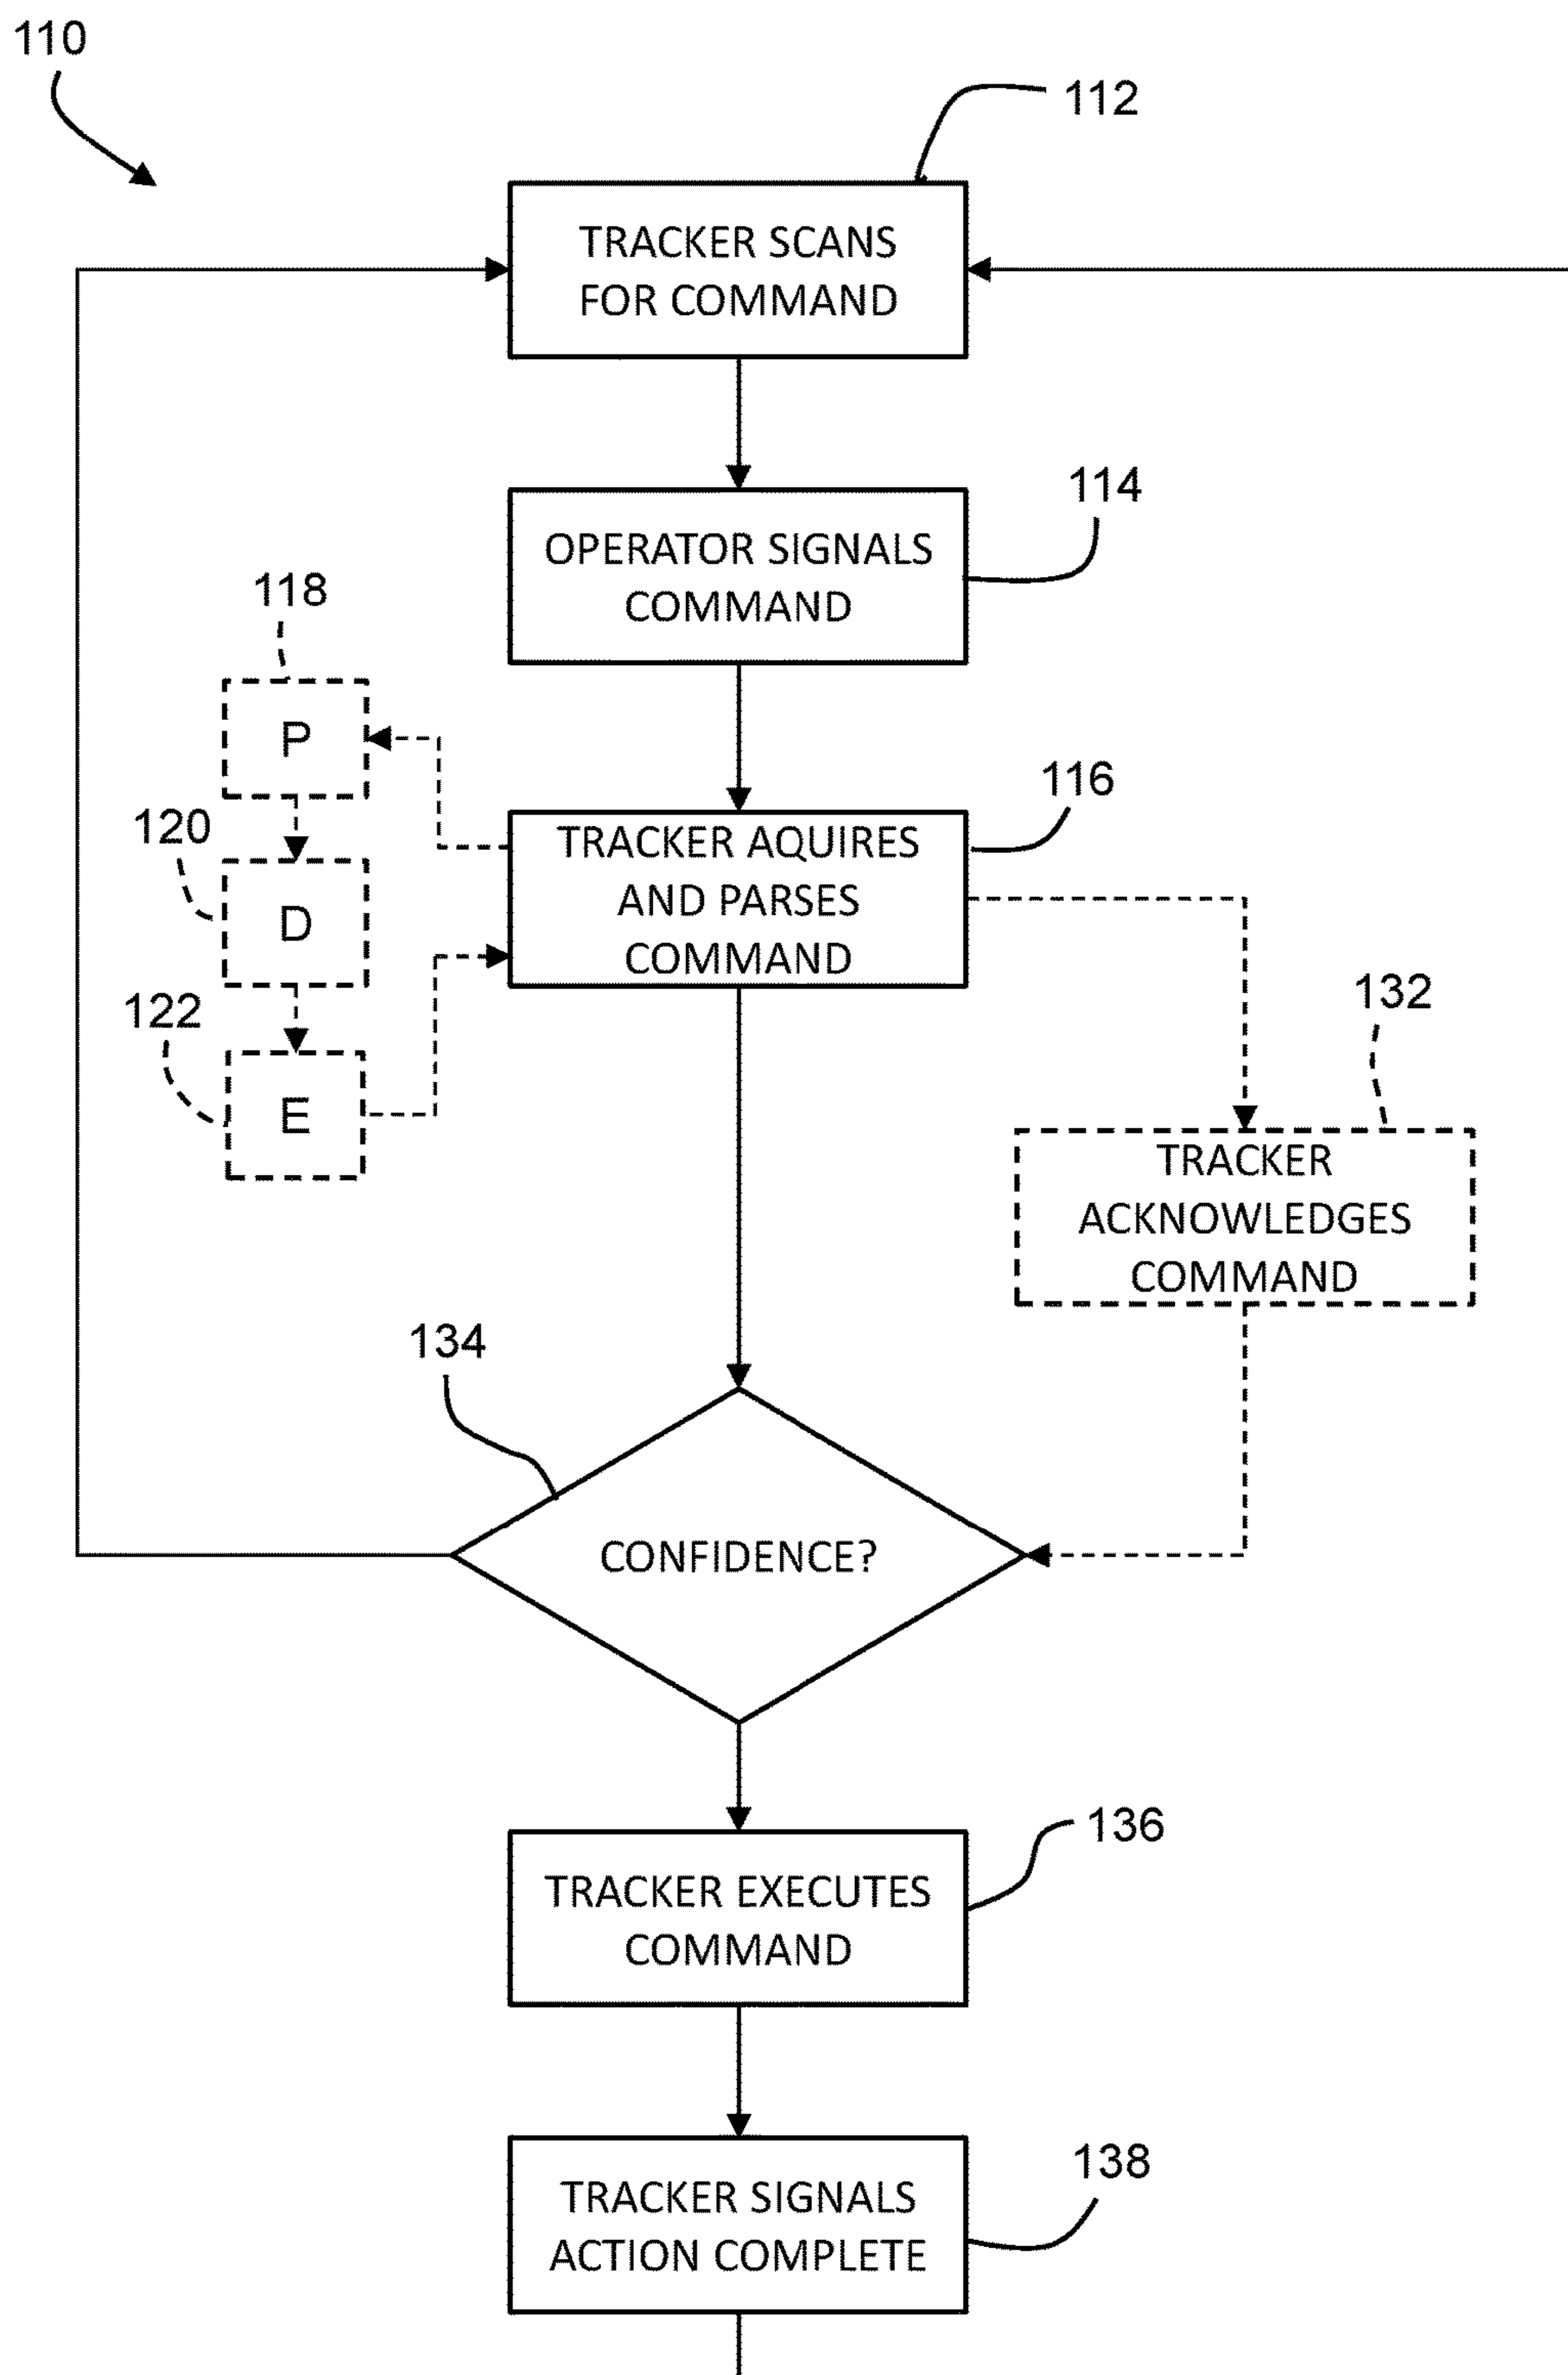 110
112
TRACKER SCANS
FOR COMMAND
114
OPERATOR SIGNALS
COMMAND
118
P
116
TRACKER AQUIRES
AND PARSES
COMMAND
120
D
122
E
132
TRACKER
ACKNOWLEDGES
COMMAND
134
CONFIDENCE?
136
TRACKER EXECUTES
COMMAND
138
TRACKER SIGNALS
ACTION COMPLETE